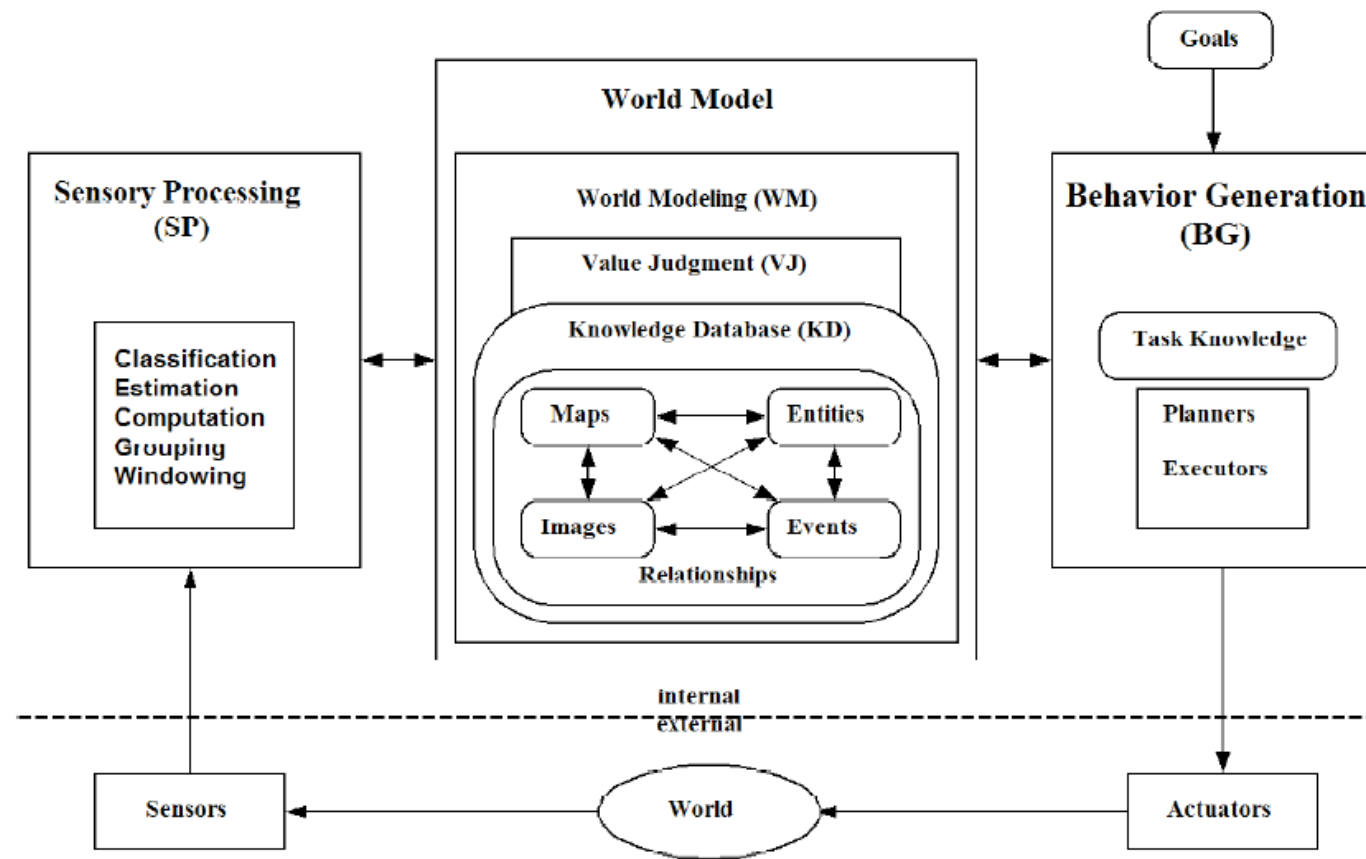 Goals
World Model
Sensory Processing
(SP)
World Modeling (WM)
Behavior Generation
(BG)
Value Judgment (VJ)
Knowledge Database (KD)
Task Knowledge
Classification
Estimation
Computation
Grouping
Windowing
Maps
Entities
Images
Events
Relationships
Planners
Executors
internal
external
Sensors
World
Actuators